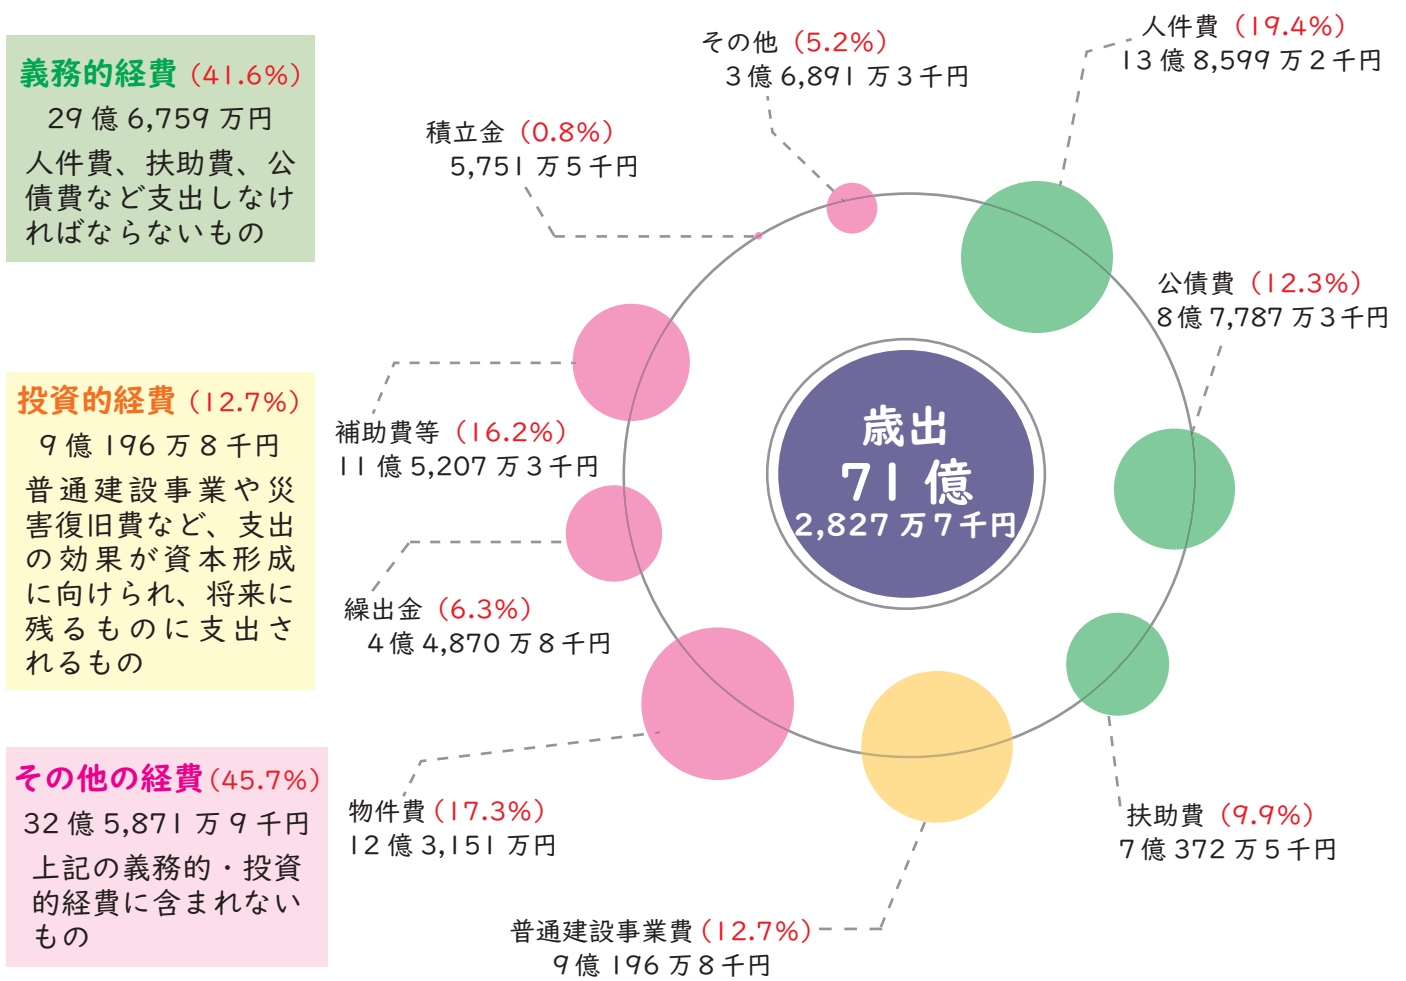 義務的経費（41.6%）
29 億 6,759 万円
人件費、扶助費、公
債費など支出しなけ
ればならないもの
投資的経費（12.7%）
9 億 196 万 8 千円
普通建設事業や災
害復旧費など、支出
の効果が資本形成
に向けられ、将来に
残るものに支出さ
れるもの
その他の経費（45.7%）
32 億 5,871 万 9 千円
上記の義務的・投資
的経費に含まれない
もの
その他（5.2%）
3 億 6,891 万 3 千円
人件費（19.4%）
13 億 8,599 万 2 千円
積立金（0.8%）
5,751 万 5 千円
公債費（12.3%）
8 億 7,787 万 3 千円
補助費等（16.2%）
11 億 5,207 万 3 千円
歳出
71 億
2,827 万 7 千円
繰出金（6.3%）
4 億 4,870 万 8 千円
物件費（17.3%）
12 億 3,151 万円
扶助費（9.9%）
7 億 372 万 5 千円
普通建設事業費（12.7%）
9 億 196 万 8 千円